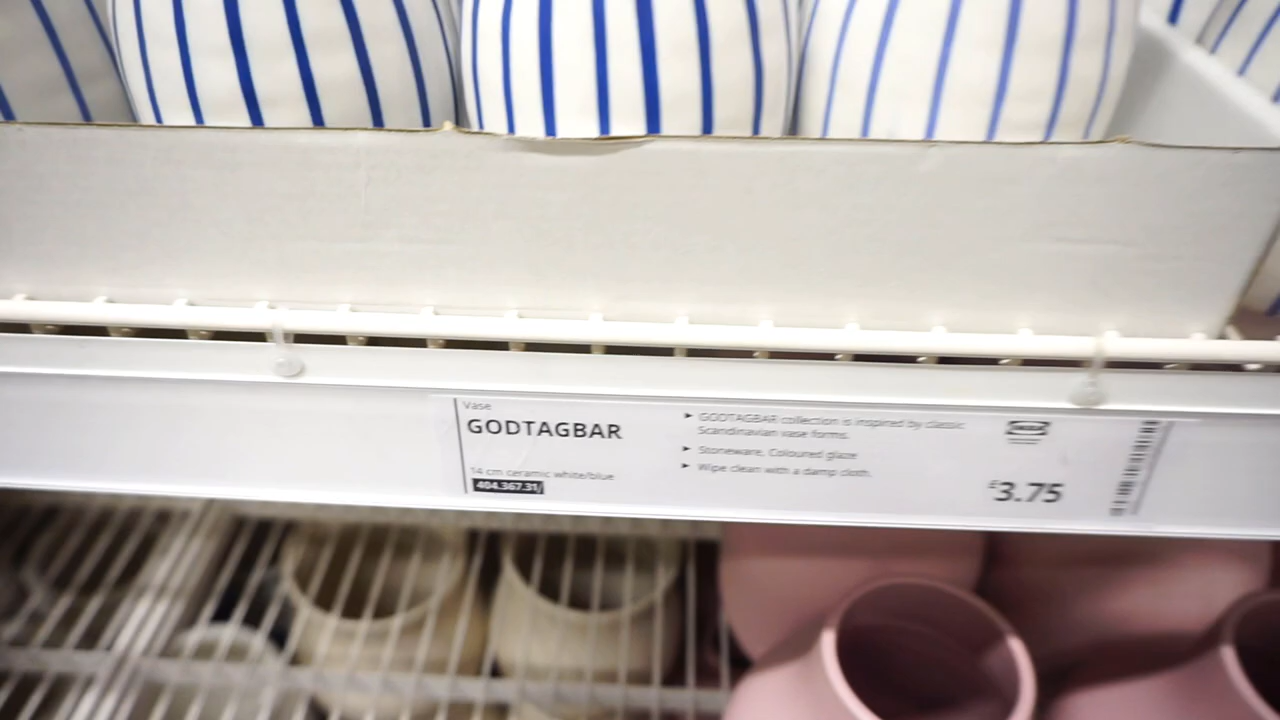 Vase
GODTAGBAR
14 cm ceramic white/blue
404.367.31/
► GODTAGBAR collection is inspired by classic
Scandinavian vase forms.
► Stoneware, Coloured glaze
► Wipe clean with a damp cloth.
£3.75